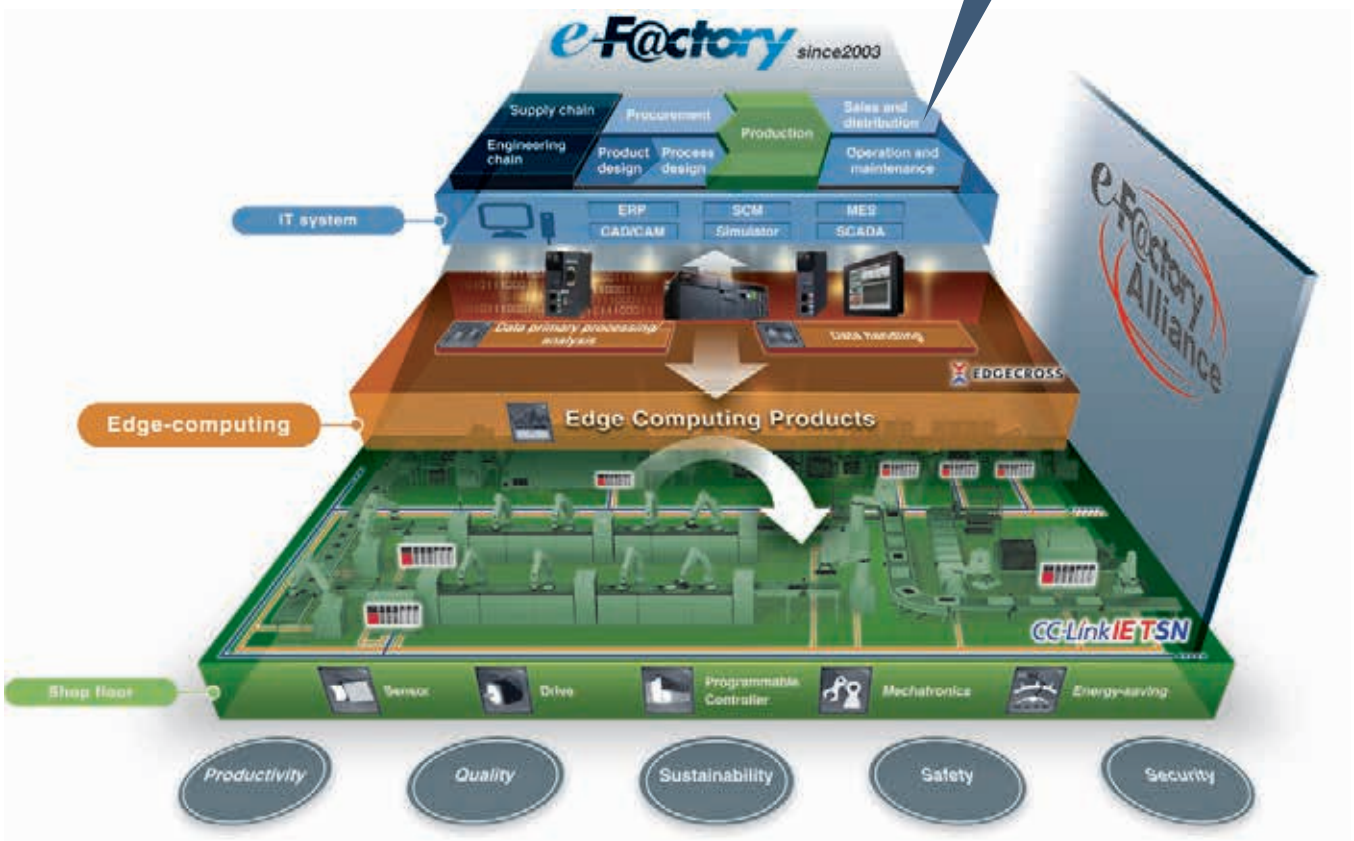 e-F@ctory since2003
Supply chain
Procurement
Production
Sales and
distribution
Engineering
chain
Product
design
Process
design
Operation and
maintenance
IT system
ERP
SCM
MES
CAD/CAM
Simulator
SCADA
e-F@ctory
Alliance
Data primary processing/
analysis
Data handling
EDGECROSS
Edge-computing
Edge Computing Products
CC-Link IE TSN
Shop floor
Sensor
Drive
Programmable
Controller
Mechatronics
Energy-saving
Productivity
Quality
Sustainability
Safety
Security